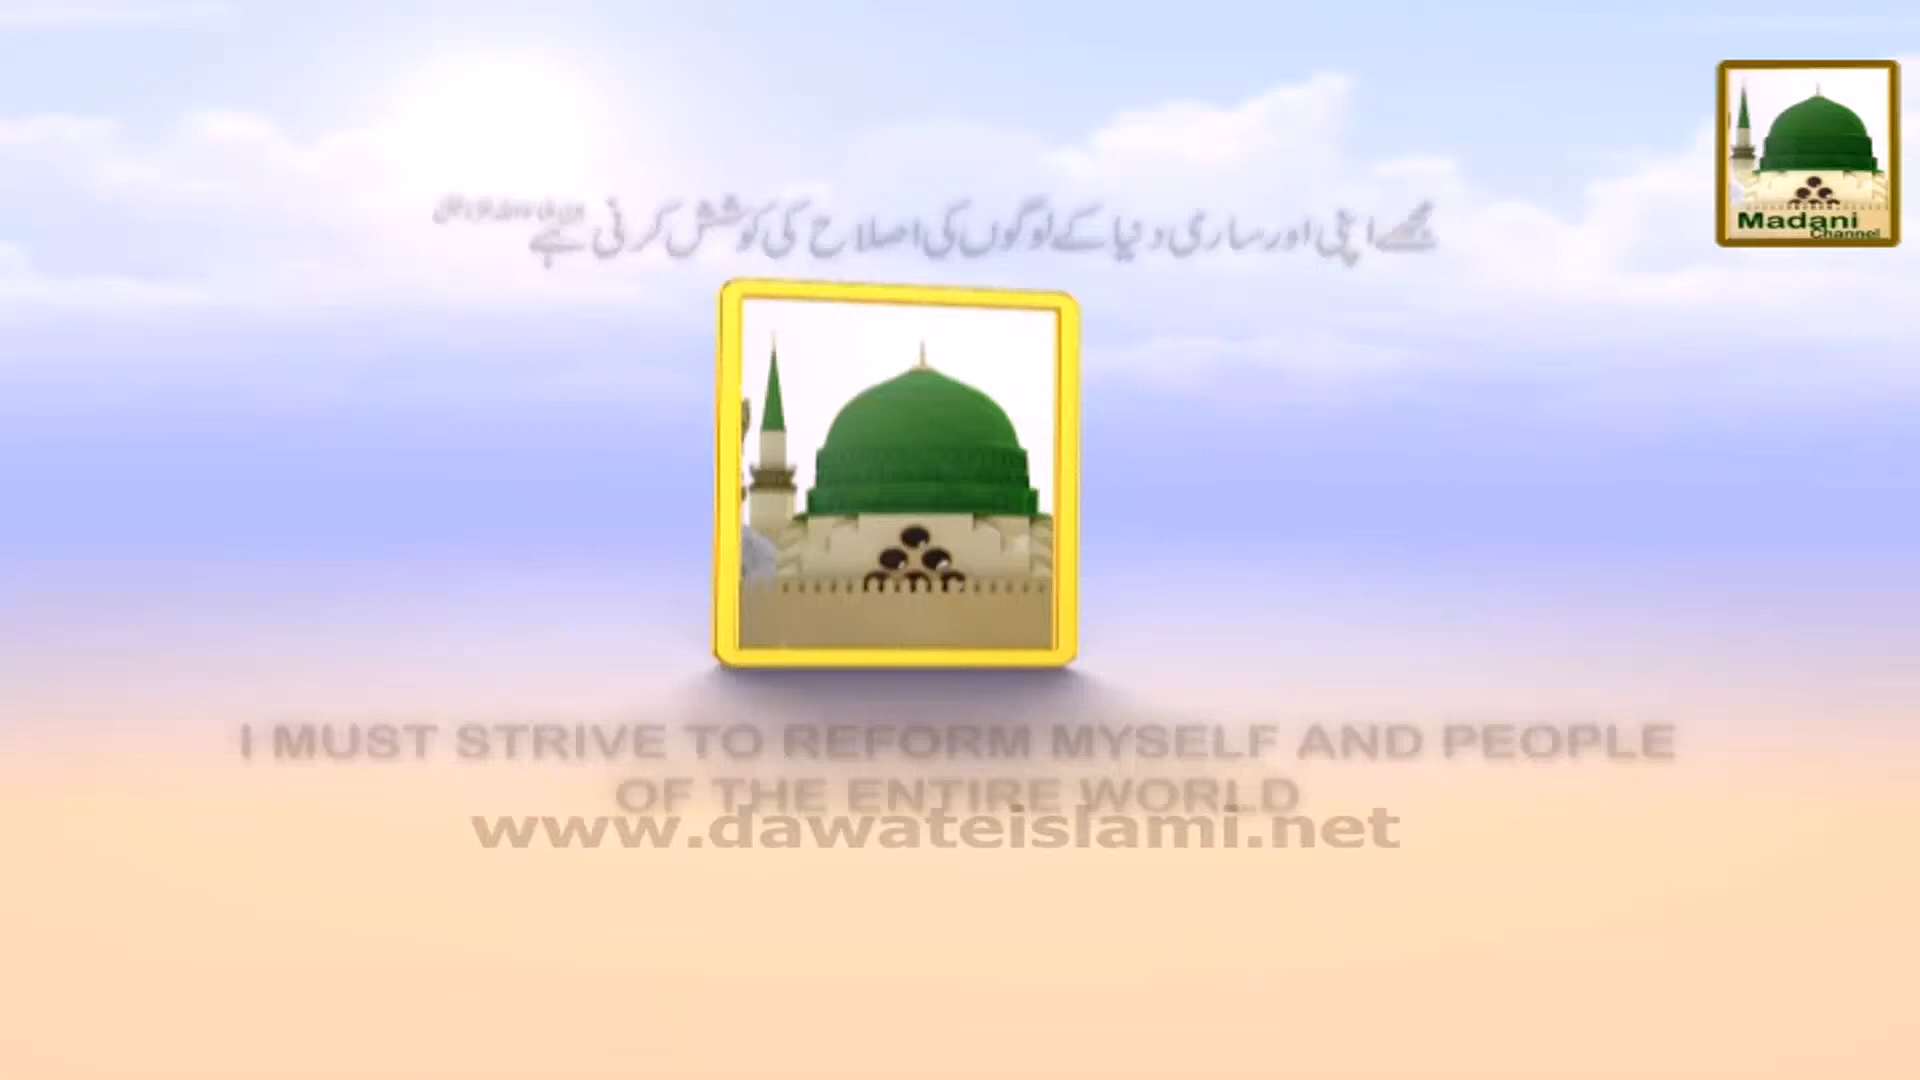 مجھے اپنی اور ساری دنیا کے لوگوں کی اصلاح کی کوشش کرنی ہے
Madani
Channel
I MUST STRIVE TO REFORM MYSELF AND PEOPLE
OF THE ENTIRE WORLD
www.dawateislami.net